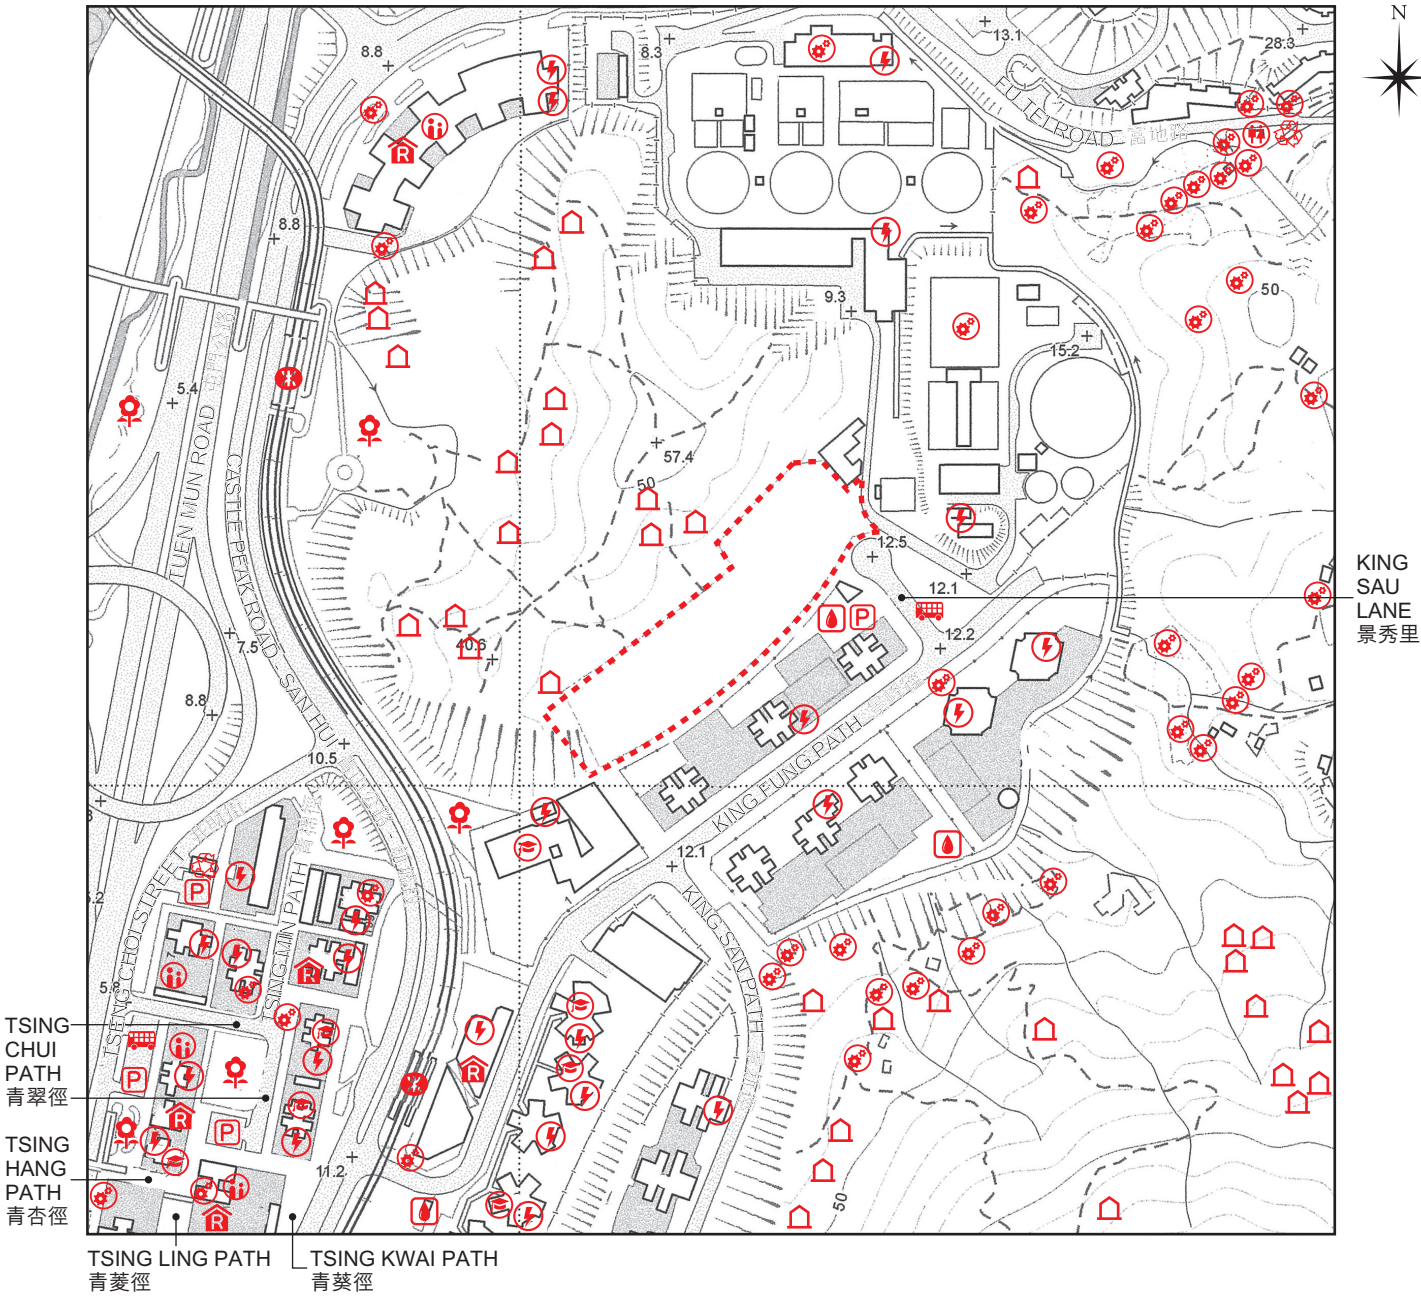 N
13.1
28.3
8.8
8.3
FU TEI ROAD 富地路
8.8
50
9.3
15.2
5.4
57.4
50
TUEN MUN ROAD
CASTLE PEAK ROAD - SAN HUI
12.5
12.1
12.2
KING
SAU
LANE
景秀里
7.5
40.6
8.8
10.5
KING FUNG PATH
12.1
P
P
5.2
TSENG CHOI STREET
TSING MIN PATH
KING SAN PATH
R
5.8
TSING
CHUI
PATH
青翠徑
R
P
R
P
TSING
HANG
PATH
青杏徑
11.2
50
R
TSING LING PATH
青菱徑
TSING KWAI PATH
青葵徑